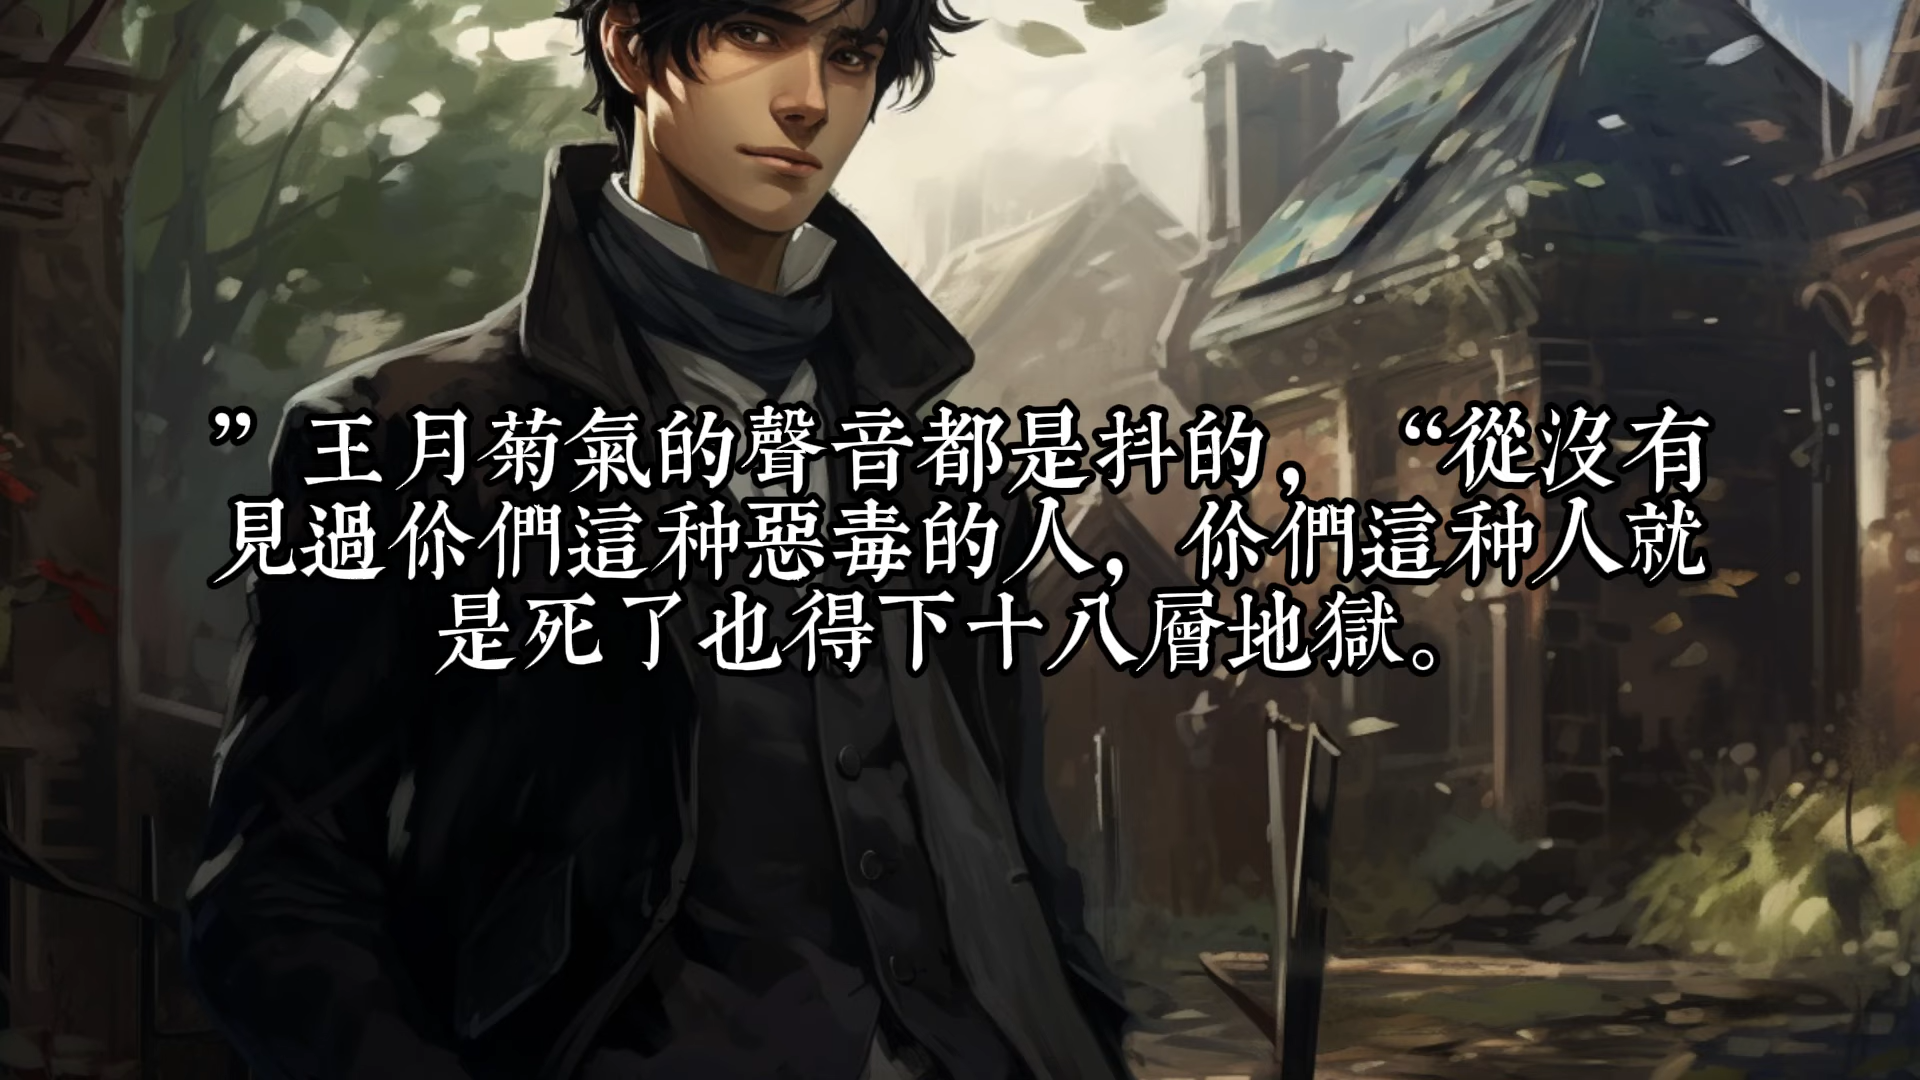 ”王月菊氣的聲音都是抖的，“從沒有
見過你們這种惡毒的人，你們這种人就
是死了也得下十八層地獄。